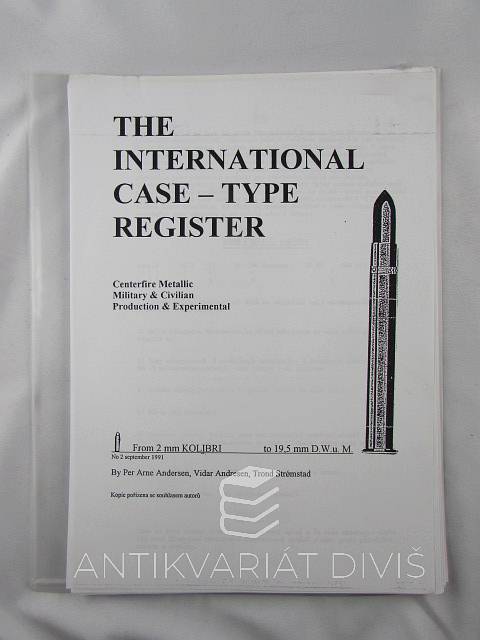 THE
INTERNATIONAL
CASE – TYPE
REGISTER
Centerfire Metallic
Military & Civilian
Production & Experimental
From 2 mm KOLIBRI to 19,5 mm D.W.u. M.
No 2 september 1991
By Per Arne Andersen, Vidar Andresen, Trond Strömstad
Kopie pořízena se souhlasem autorů
ANTIKVARIÁT DIVIŠ